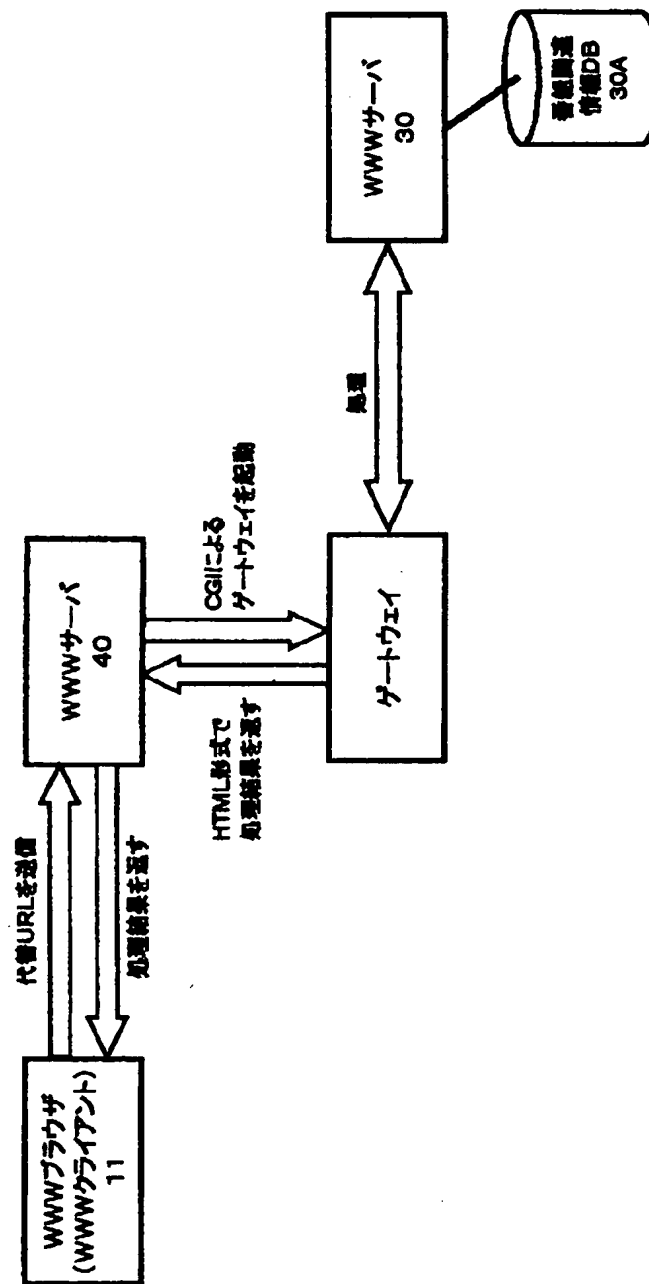 WWWブラウザ
(WWWクライアント)
11
代替URLを送信
処理結果を返す
WWWサーバ
40
HTML形式で
処理結果を返す
CGIによる
ゲートウェイを起動
ゲートウェイ
処理
WWWサーバ
30
番組関連
情報DB
30A